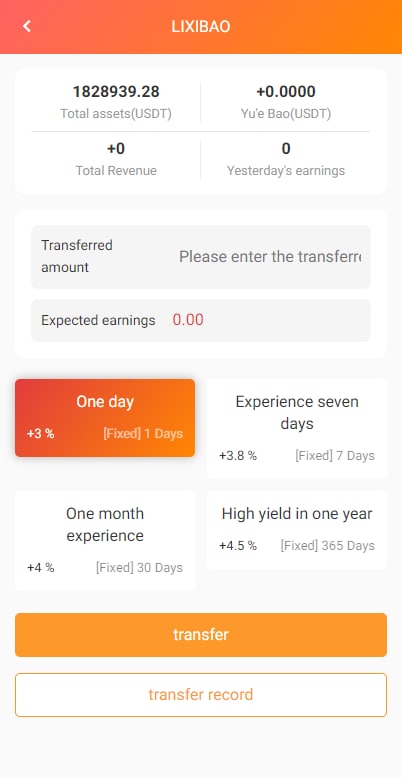 LIXIBAO
1828939.28
+0.0000
Total assets(USDT)
Yu'e Bao(USDT)
+0
0
Total Revenue
Yesterday's earnings
Transferred
amount
Please enter the transferre
Expected earnings
0.00
One day
+3 %
[Fixed] 1 Days
Experience seven
days
+3.8 %
[Fixed] 7 Days
One month
experience
+4 %
[Fixed] 30 Days
High yield in one year
+4.5 %
[Fixed] 365 Days
transfer
transfer record